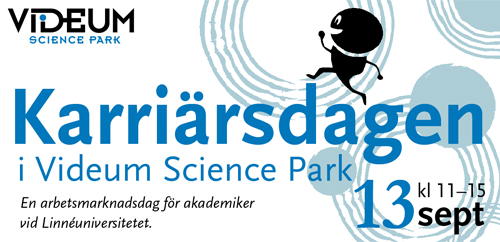 VIDEUM
SCIENCE PARK
Karriärsdagen
i Videum Science Park
13 kl 11–15
sept
En arbetsmarknadsdag för akademiker
vid Linnéuniversitetet.